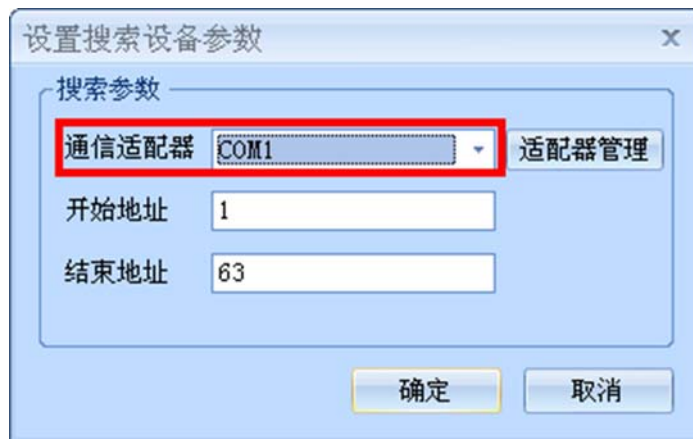 设置搜索设备参数
搜索参数
通信适配器 COM1 适配器管理
开始地址 1
结束地址 63
确定 取消